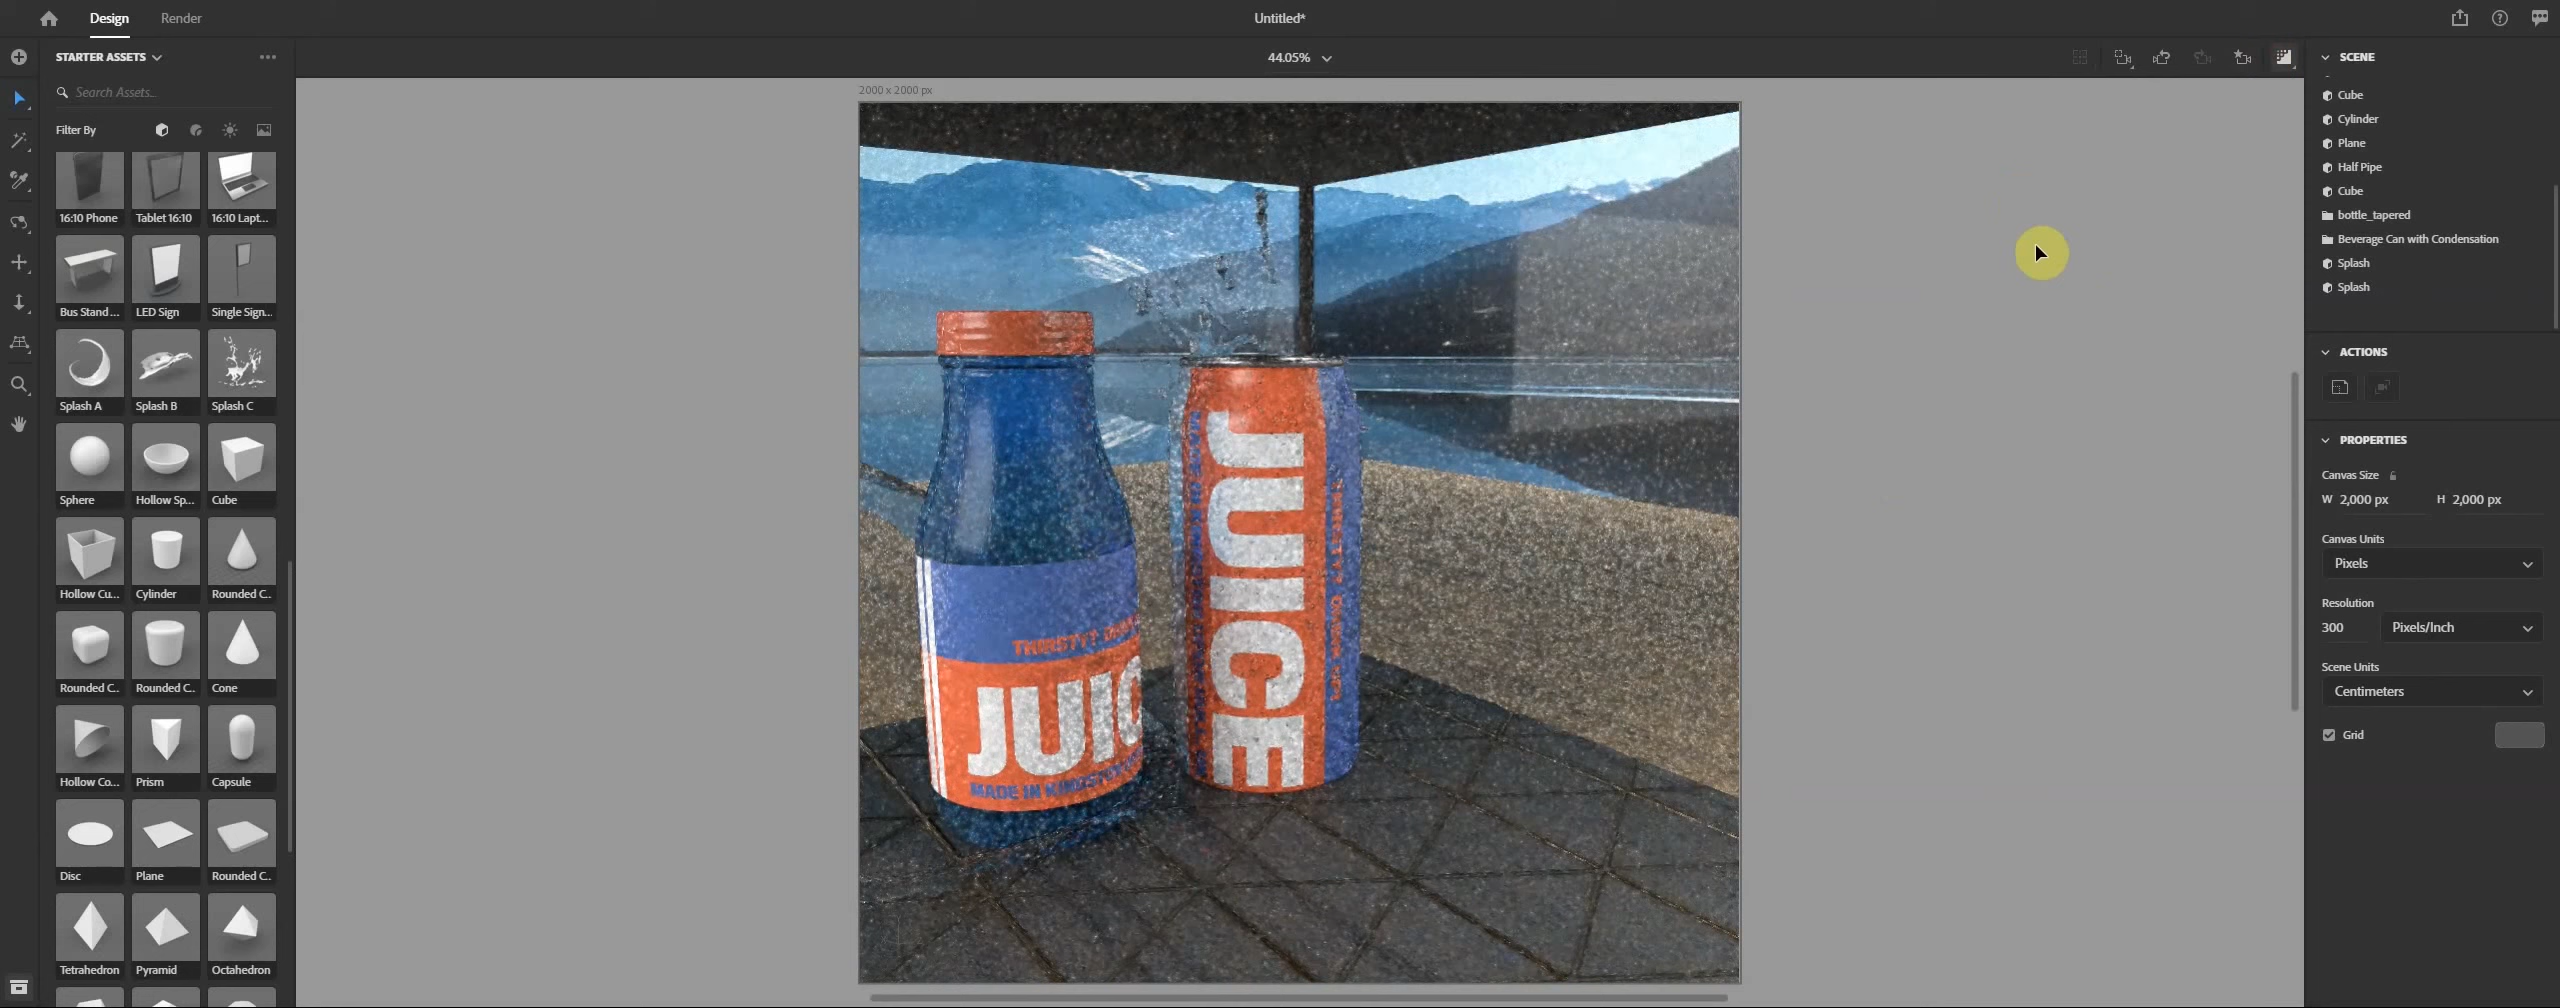 Design
Render
Untitled*
STARTER ASSETS
44.05%
Search Assets...
Filter By
16:10 Phone
Tablet 16:10
16:10 Lapt...
Bus Stand ...
LED Sign
Single Sign...
Splash A
Splash B
Splash C
Sphere
Hollow Sp...
Cube
Hollow Cu...
Cylinder
Rounded C..
Rounded C..
Rounded C..
Cone
Hollow Co...
Prism
Capsule
Disc
Plane
Rounded C..
Tetrahedron
Pyramid
Octahedron
2000 x 2000 px
THIRSTY?
JUIC
MADE IN
JUICE
SCENE
Cube
Cylinder
Plane
Half Pipe
Cube
bottle_tapered
Beverage Can with Condensation
Splash
Splash
ACTIONS
PROPERTIES
Canvas Size
W 2,000 px H 2,000 px
Canvas Units
Pixels
Resolution
300 Pixels/Inch
Scene Units
Centimeters
Grid